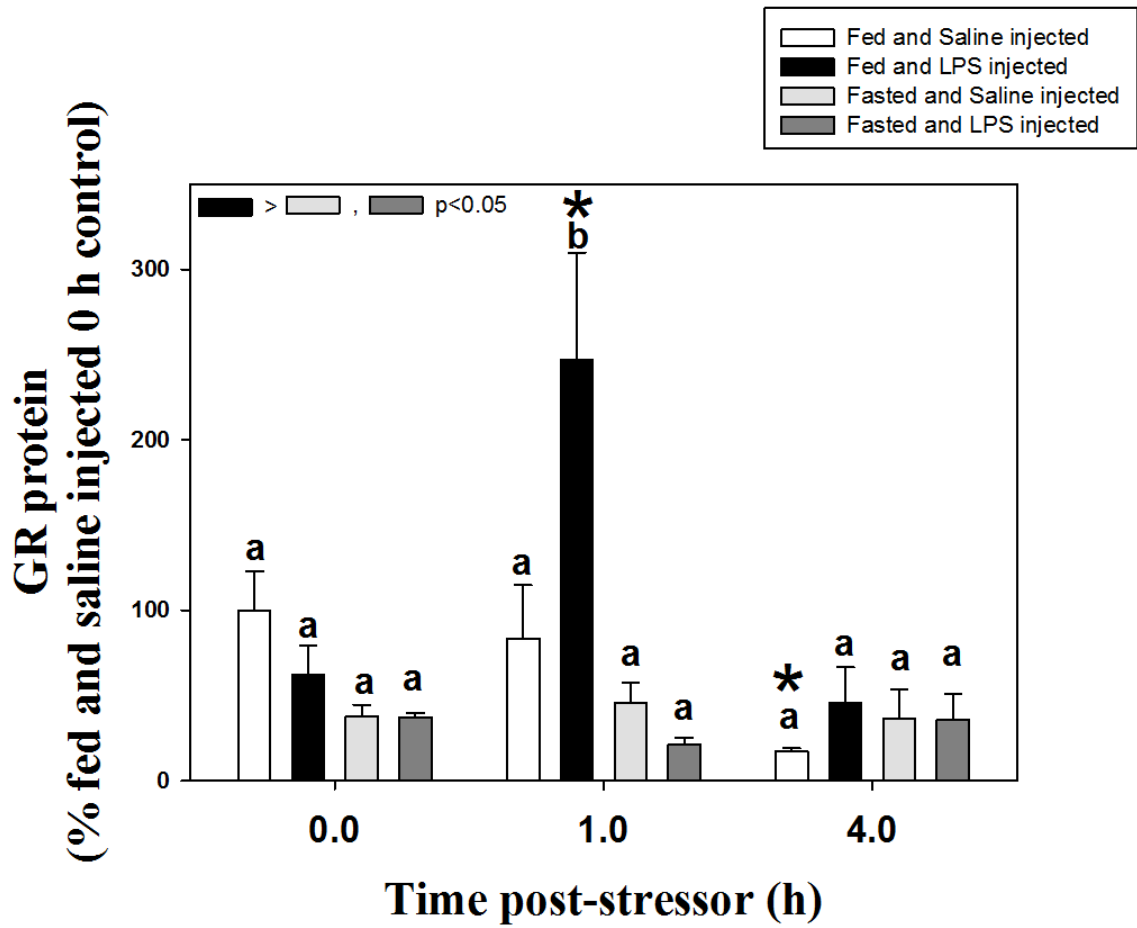 Fed and Saline injected
Fed and LPS injected
Fasted and Saline injected
Fasted and LPS injected
> , p<0.05
GR protein
(% fed and saline injected 0 h control)
300
200
100
0
*
b
a
a
a
a
a
a
a
*
a
a
a
a
0.0
1.0
4.0
Time post-stressor (h)